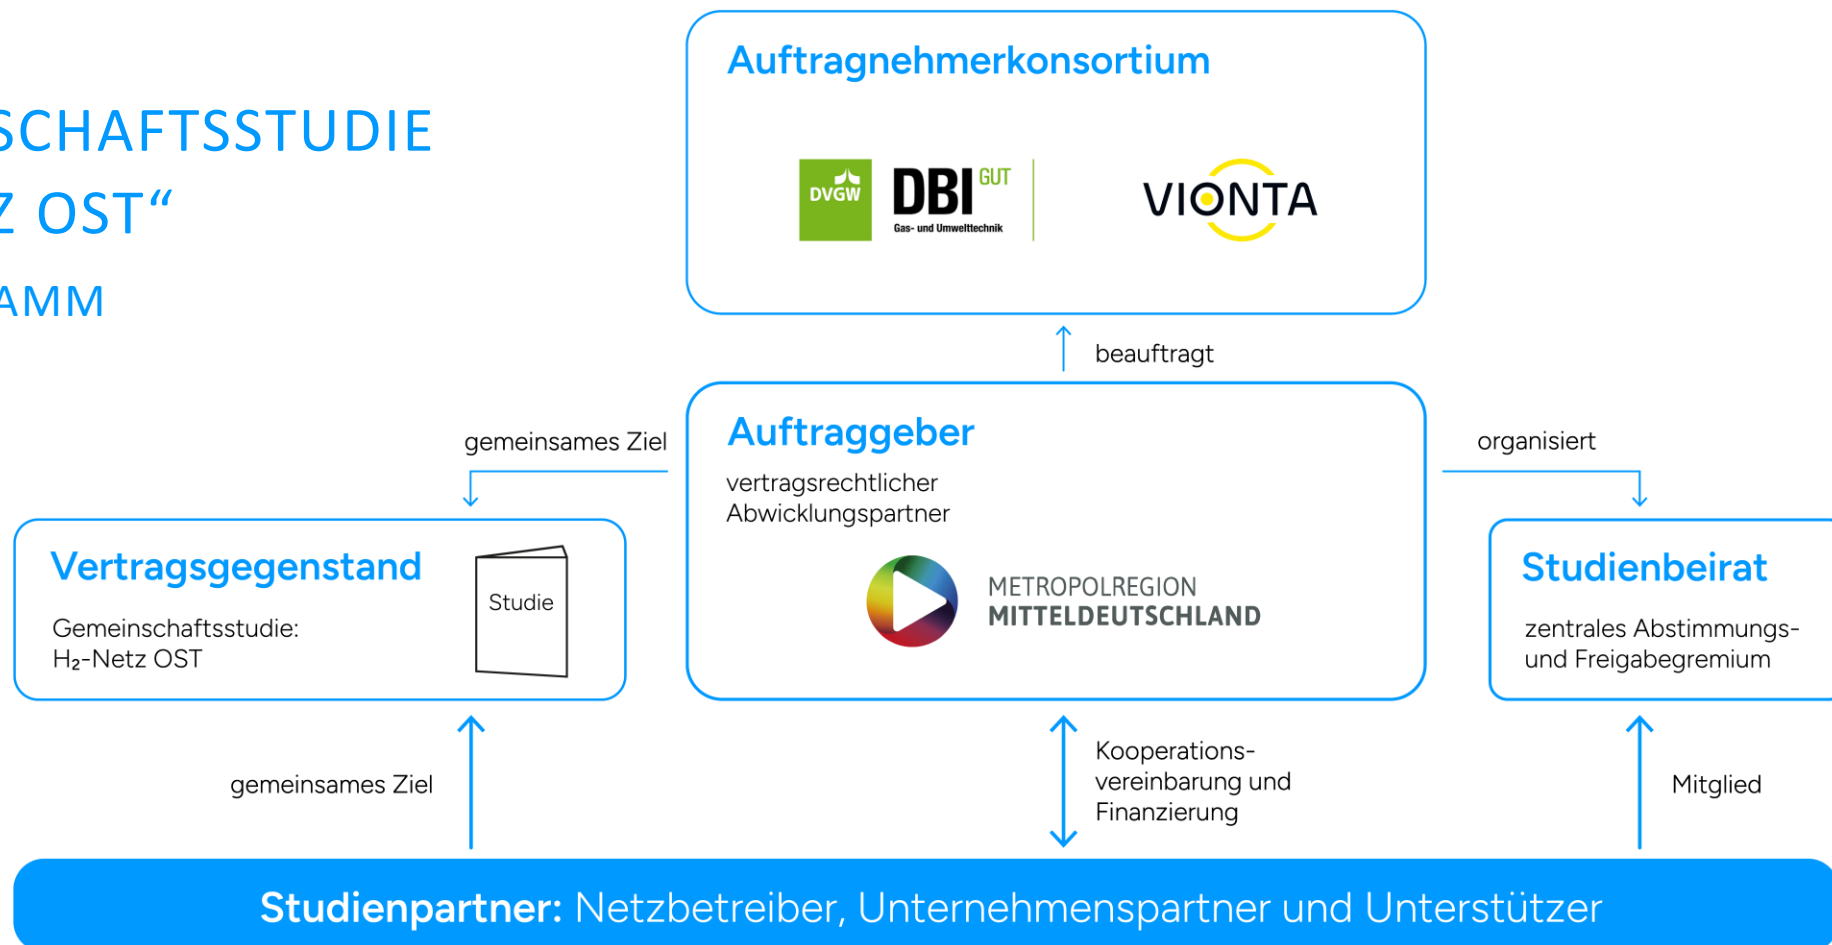 SCHAFTSSTUDIE
Z OST“
AMM
Auftragnehmerkonsortium
DVGW
DBI GUT
Gas- und Umwelttechnik
VIONTA
beauftragt
gemeinsames Ziel
Auftraggeber
vertragsrechtlicher
Abwicklungspartner
METROPOLREGION
MITTELDEUTSCHLAND
organisiert
Vertragsgegenstand
Gemeinschaftsstudie:
H₂-Netz OST
Studie
Studienbeirat
zentrales Abstimmungs-
und Freigabegremium
gemeinsames Ziel
Kooperations-
vereinbarung und
Finanzierung
Mitglied
Studienpartner: Netzbetreiber, Unternehmenspartner und Unterstützer